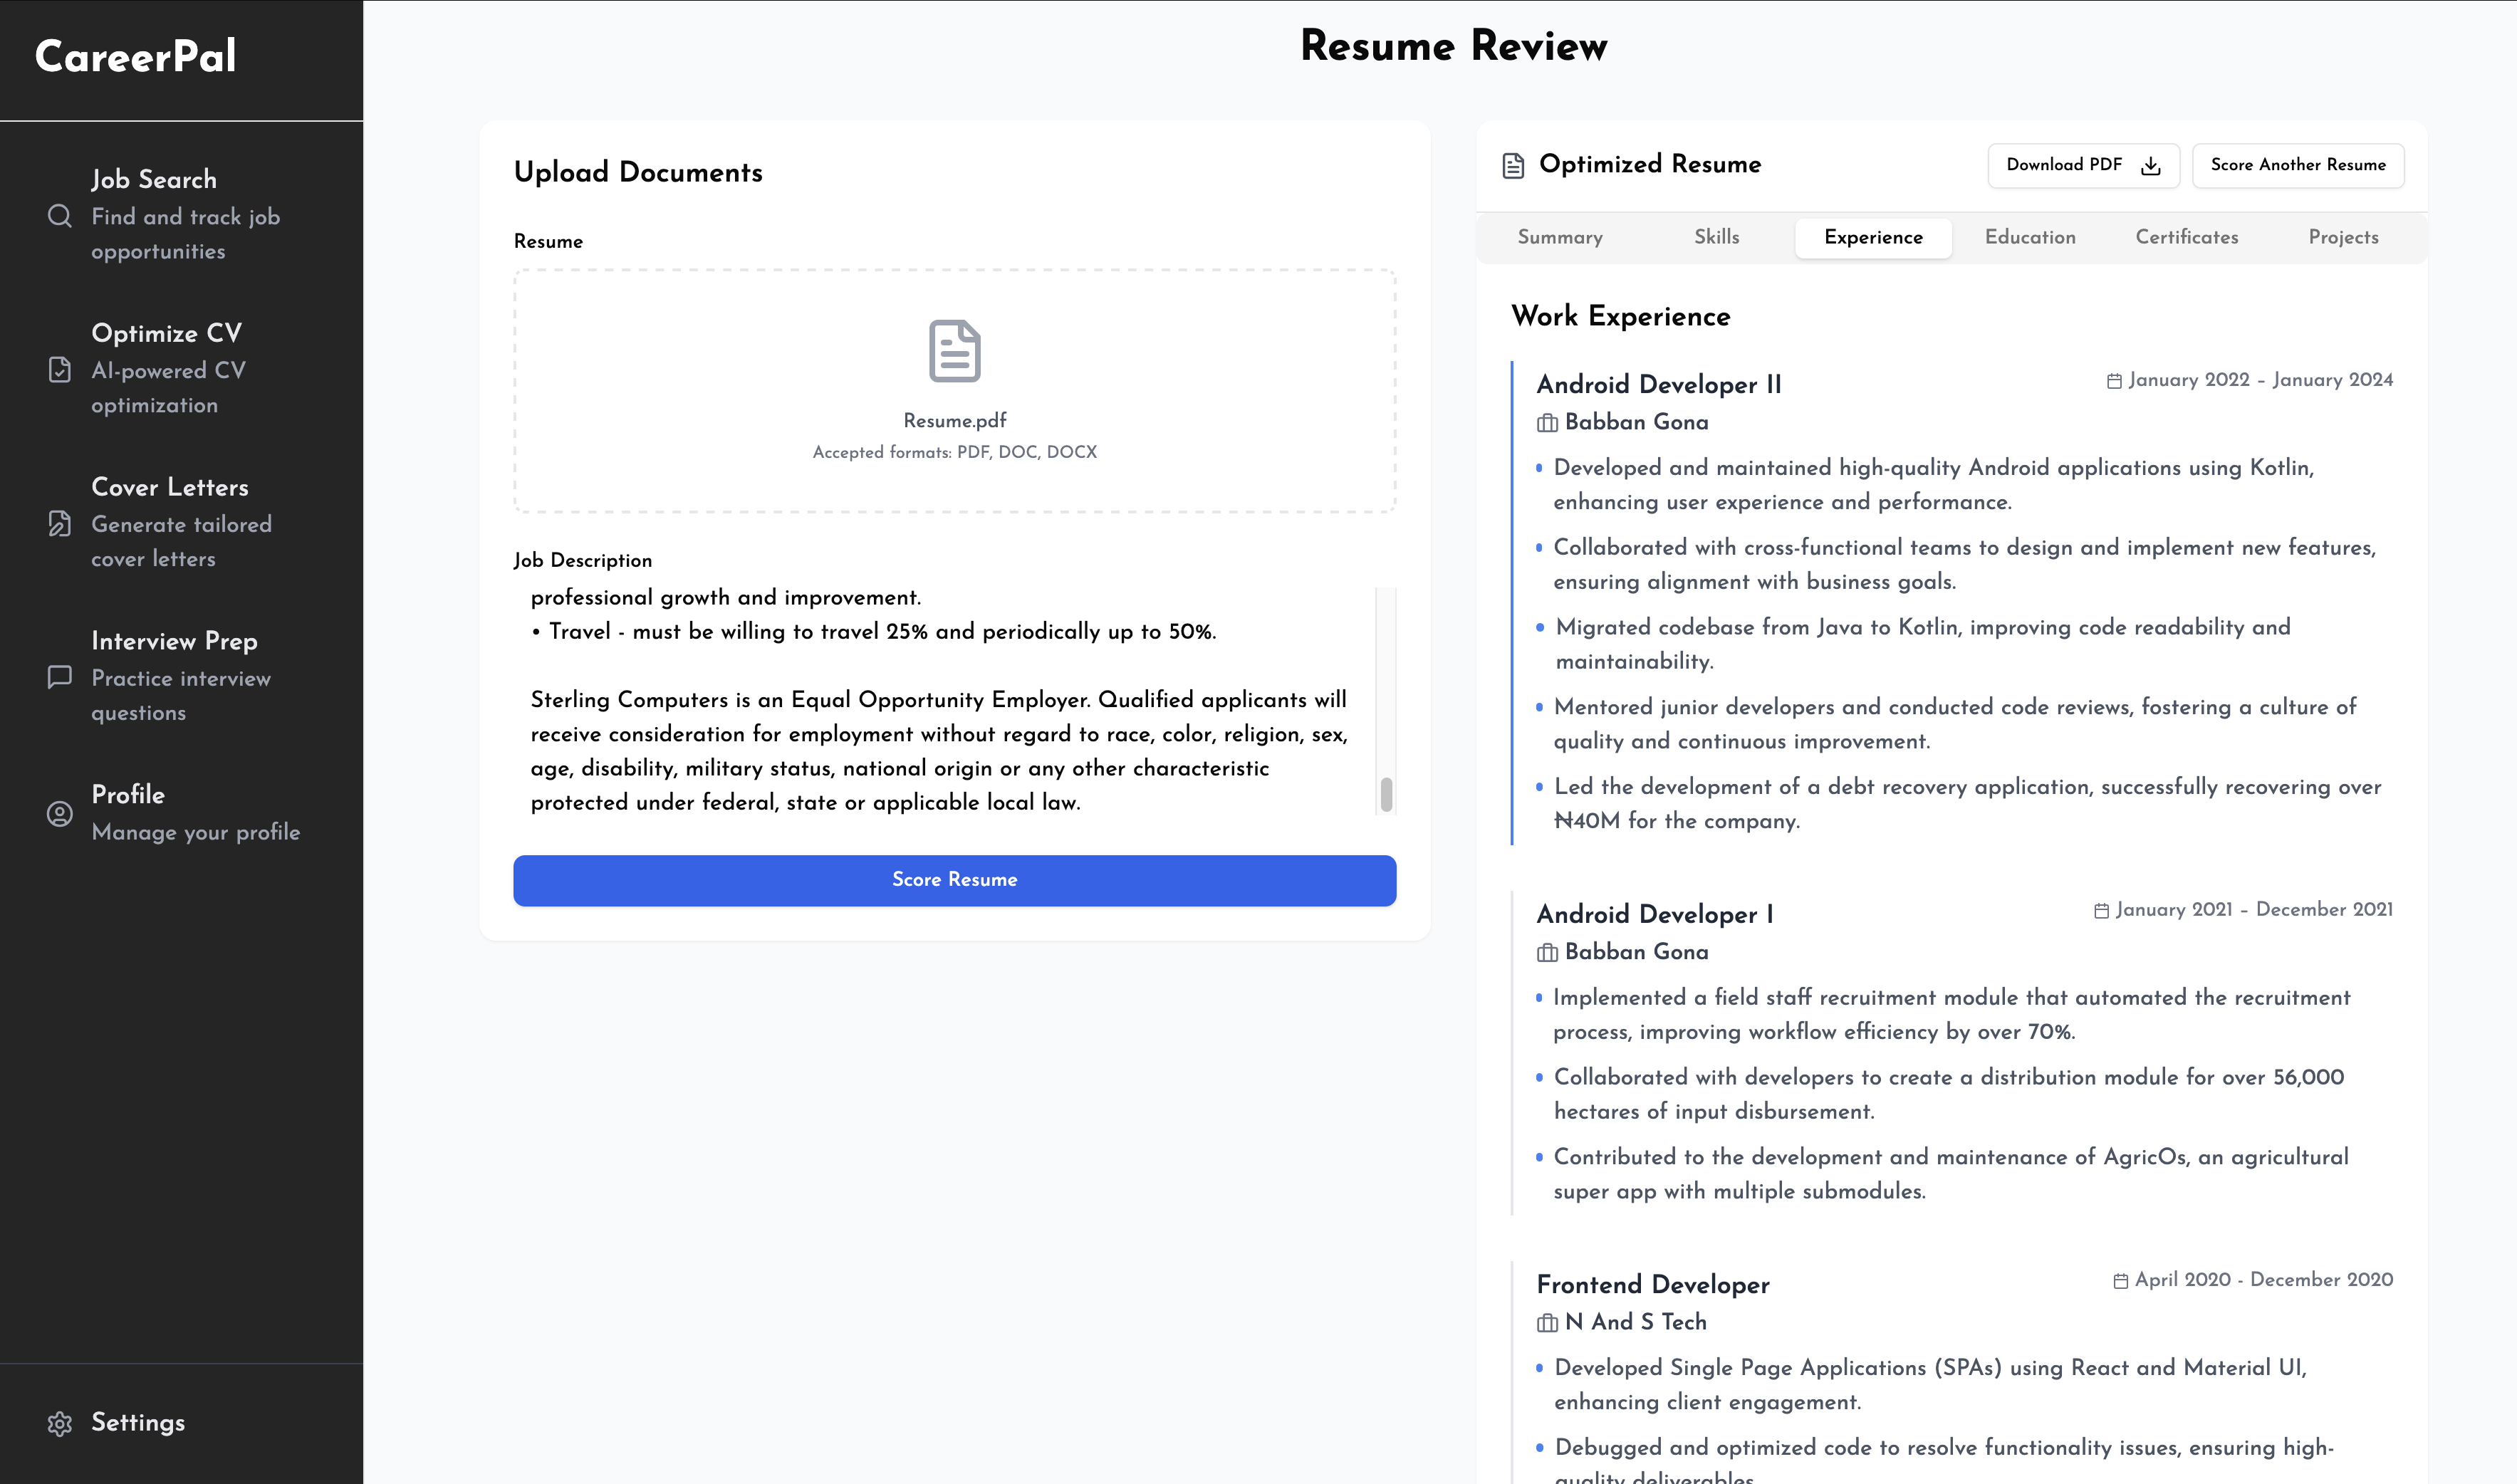 CareerPal
Job Search
Find and track job
opportunities
Optimize CV
AI-powered CV
optimization
Cover Letters
Generate tailored
cover letters
Interview Prep
Practice interview
questions
Profile
Manage your profile
Settings
Resume Review
Upload Documents
Resume
Resume.pdf
Accepted formats: PDF, DOC, DOCX
Job Description
professional growth and improvement.
• Travel - must be willing to travel 25% and periodically up to 50%.
Sterling Computers is an Equal Opportunity Employer. Qualified applicants will
receive consideration for employment without regard to race, color, religion, sex,
age, disability, military status, national origin or any other characteristic
protected under federal, state or applicable local law.
Score Resume
Optimized Resume
Download PDF
Score Another Resume
Summary
Skills
Experience
Education
Certificates
Projects
Work Experience
Android Developer II
January 2022 – January 2024
Babban Gona
• Developed and maintained high-quality Android applications using Kotlin,
enhancing user experience and performance.
• Collaborated with cross-functional teams to design and implement new features,
ensuring alignment with business goals.
• Migrated codebase from Java to Kotlin, improving code readability and
maintainability.
• Mentored junior developers and conducted code reviews, fostering a culture of
quality and continuous improvement.
• Led the development of a debt recovery application, successfully recovering over
₦40M for the company.
Android Developer I
January 2021 – December 2021
Babban Gona
• Implemented a field staff recruitment module that automated the recruitment
process, improving workflow efficiency by over 70%.
• Collaborated with developers to create a distribution module for over 56,000
hectares of input disbursement.
• Contributed to the development and maintenance of AgricOs, an agricultural
super app with multiple submodules.
Frontend Developer
April 2020 - December 2020
N And S Tech
• Developed Single Page Applications (SPAs) using React and Material UI,
enhancing client engagement.
• Debugged and optimized code to resolve functionality issues, ensuring high-
quality deliverables.